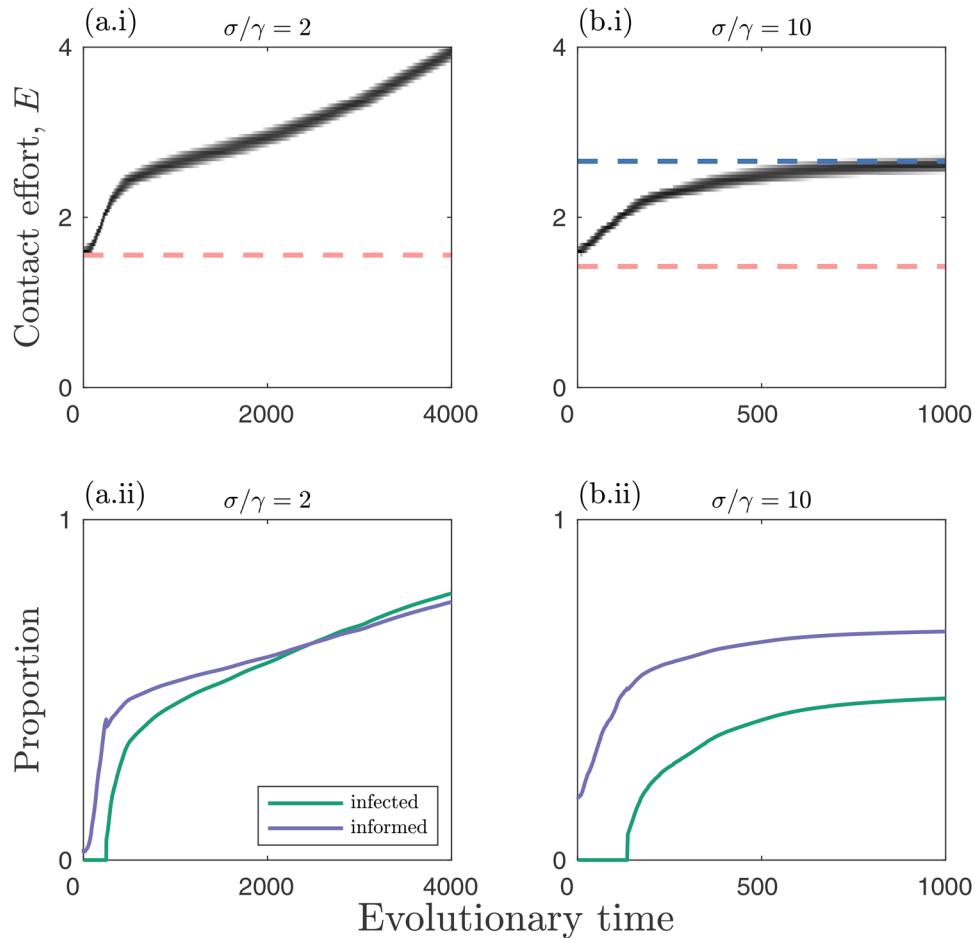 (a.i)
σ/γ = 2
(b.i)
σ/γ = 10
Contact effort, E
4
2
0
0
2000
4000
4
2
0
0
500
1000
(a.ii)
σ/γ = 2
(b.ii)
σ/γ = 10
Proportion
1
0
0
2000
4000
infected
informed
1
0
0
500
1000
Evolutionary time